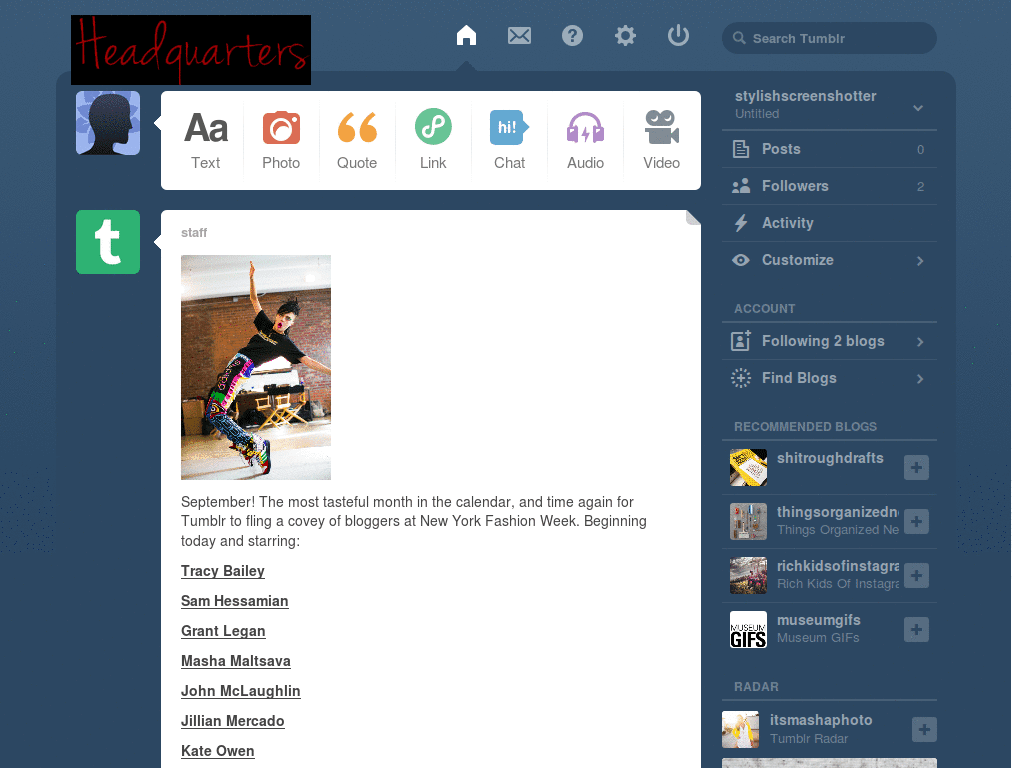 Headquarters
Search Tumblr
Aa
hi!
Text
Photo
Quote
Link
Chat
Audio
Video
t
staff
September! The most tasteful month in the calendar, and time again for
Tumblr to fling a covey of bloggers at New York Fashion Week. Beginning
today and starring:
Tracy Bailey
Sam Hessamian
Grant Legan
Masha Maltsava
John McLaughlin
Jillian Mercado
Kate Owen
stylishscreenshotter
Untitled
Posts 0
Followers 2
Activity
Customize
ACCOUNT
Following 2 blogs
Find Blogs
RECOMMENDED BLOGS
shitroughdrafts
thingsorganizedn
Things Organized Ne
richkidsofinstagra
Rich Kids Of Instagra
MUSEUM
GIFS
museumgifs
Museum GIFs
RADAR
itsmashaphoto
Tumblr Radar